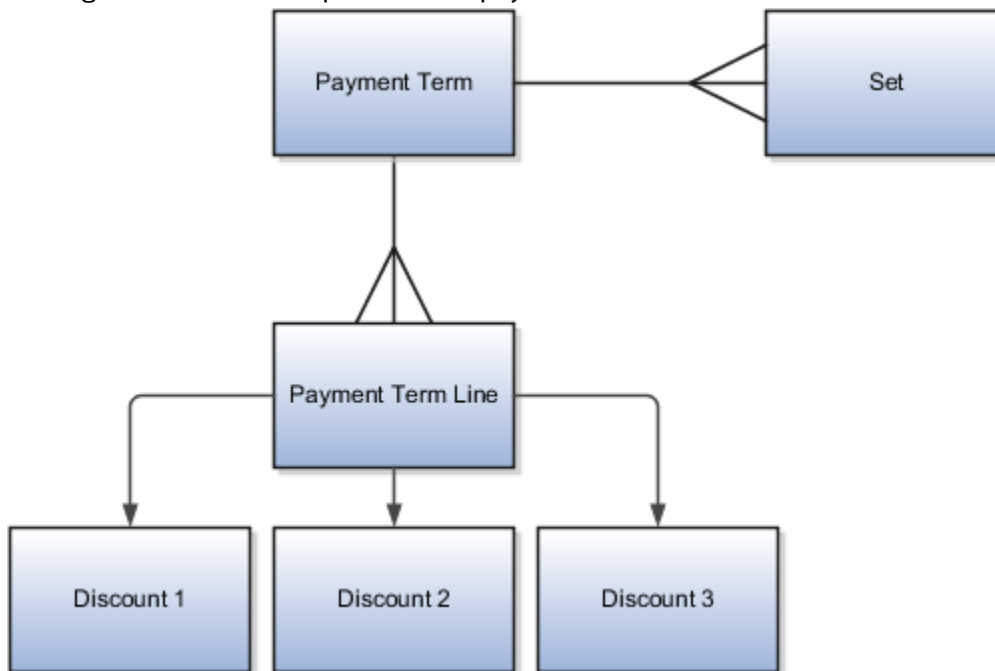 Payment Term
Set
Payment Term Line
Discount 1
Discount 2
Discount 3